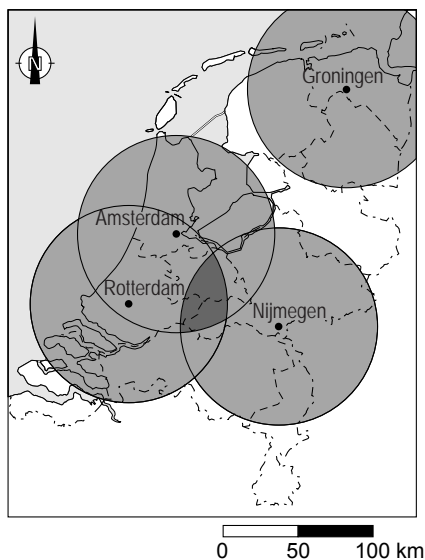 Groningen
N
Amsterdam
Rotterdam
Nijmegen
0 50 100 km